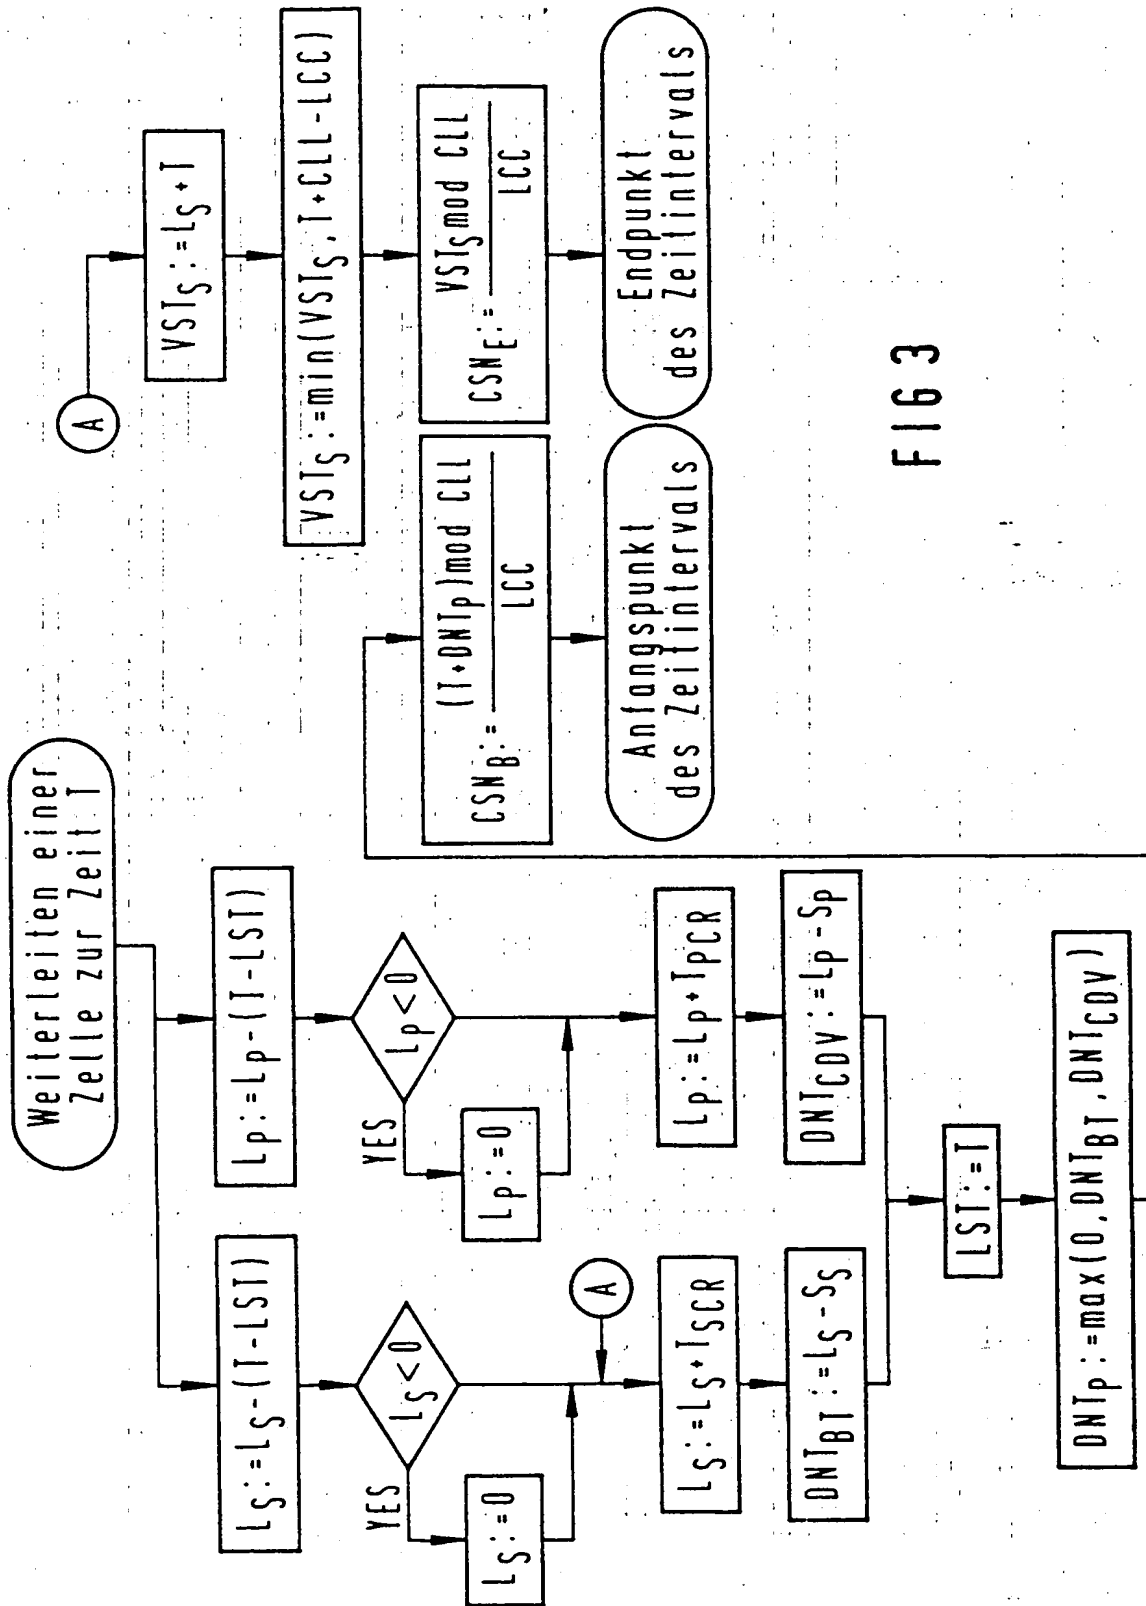 Weiterleiten einer
Zelle zur Zeit T
L_S:=L_S-(T-LST)
L_S<0
YES
L_S:=0
A
L_S:=L_S+T_SCR
DNT_BT:=L_S-S_S
L_P:=L_P-(T-LST)
L_P<0
YES
L_P:=0
L_P:=L_P+T_PCR
DNT_CDV:=L_P-S_P
LST:=T
DNT_P:=max(0,DNT_BT,DNT_CDV)
A
VST_S:=L_S+T
VST_S:=min(VST_S,T+CLL-LCC)
(T+DNT_P)mod CLL
CSN_B:=
LCC
Anfangspunkt
des Zeitintervals
VST_S mod CLL
CSN_E:=
LCC
Endpunkt
des Zeitintervals
FIG 3